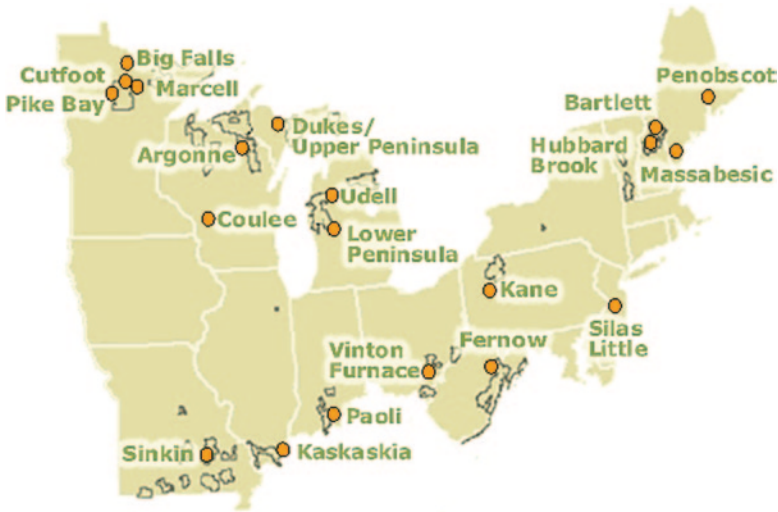 Big Falls
Cutfoot
Marcell
Pike Bay
Penobscot
Bartlett
Dukes/
Upper Peninsula
Argonne
Hubbard
Brook
Massabesic
Udell
Coulee
Lower
Peninsula
Kane
Silas
Little
Fernow
Vinton
Furnace
Paoli
Sinkin
Kaskaskia